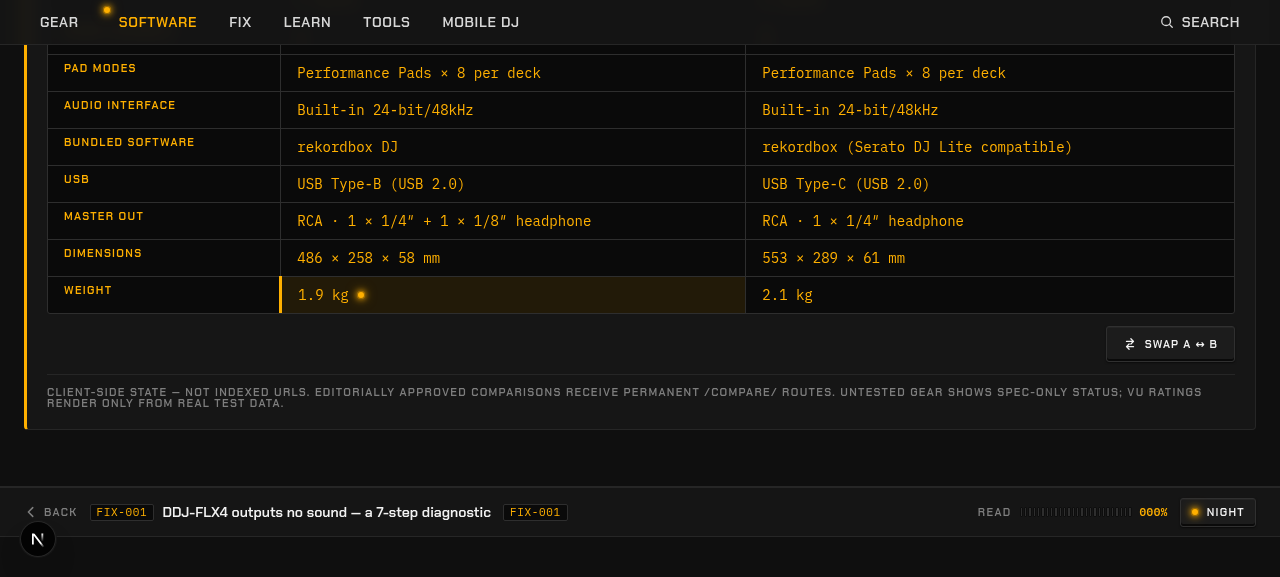 GEAR SOFTWARE FIX LEARN TOOLS MOBILE DJ SEARCH
PAD MODES Performance Pads × 8 per deck Performance Pads × 8 per deck
AUDIO INTERFACE Built-in 24-bit/48kHz Built-in 24-bit/48kHz
BUNDLED SOFTWARE rekordbox DJ rekordbox (Serato DJ Lite compatible)
USB USB Type-B (USB 2.0) USB Type-C (USB 2.0)
MASTER OUT RCA · 1 × 1/4″ + 1 × 1/8″ headphone RCA · 1 × 1/4″ headphone
DIMENSIONS 486 × 258 × 58 mm 553 × 289 × 61 mm
WEIGHT 1.9 kg 2.1 kg
SWAP A ↔ B
CLIENT-SIDE STATE — NOT INDEXED URLS. EDITORIALLY APPROVED COMPARISONS RECEIVE PERMANENT /COMPARE/ ROUTES. UNTESTED GEAR SHOWS SPEC-ONLY STATUS; VU RATINGS
RENDER ONLY FROM REAL TEST DATA.
BACK FIX-001 DDJ-FLX4 outputs no sound — a 7-step diagnostic FIX-001 READ 000% NIGHT
N